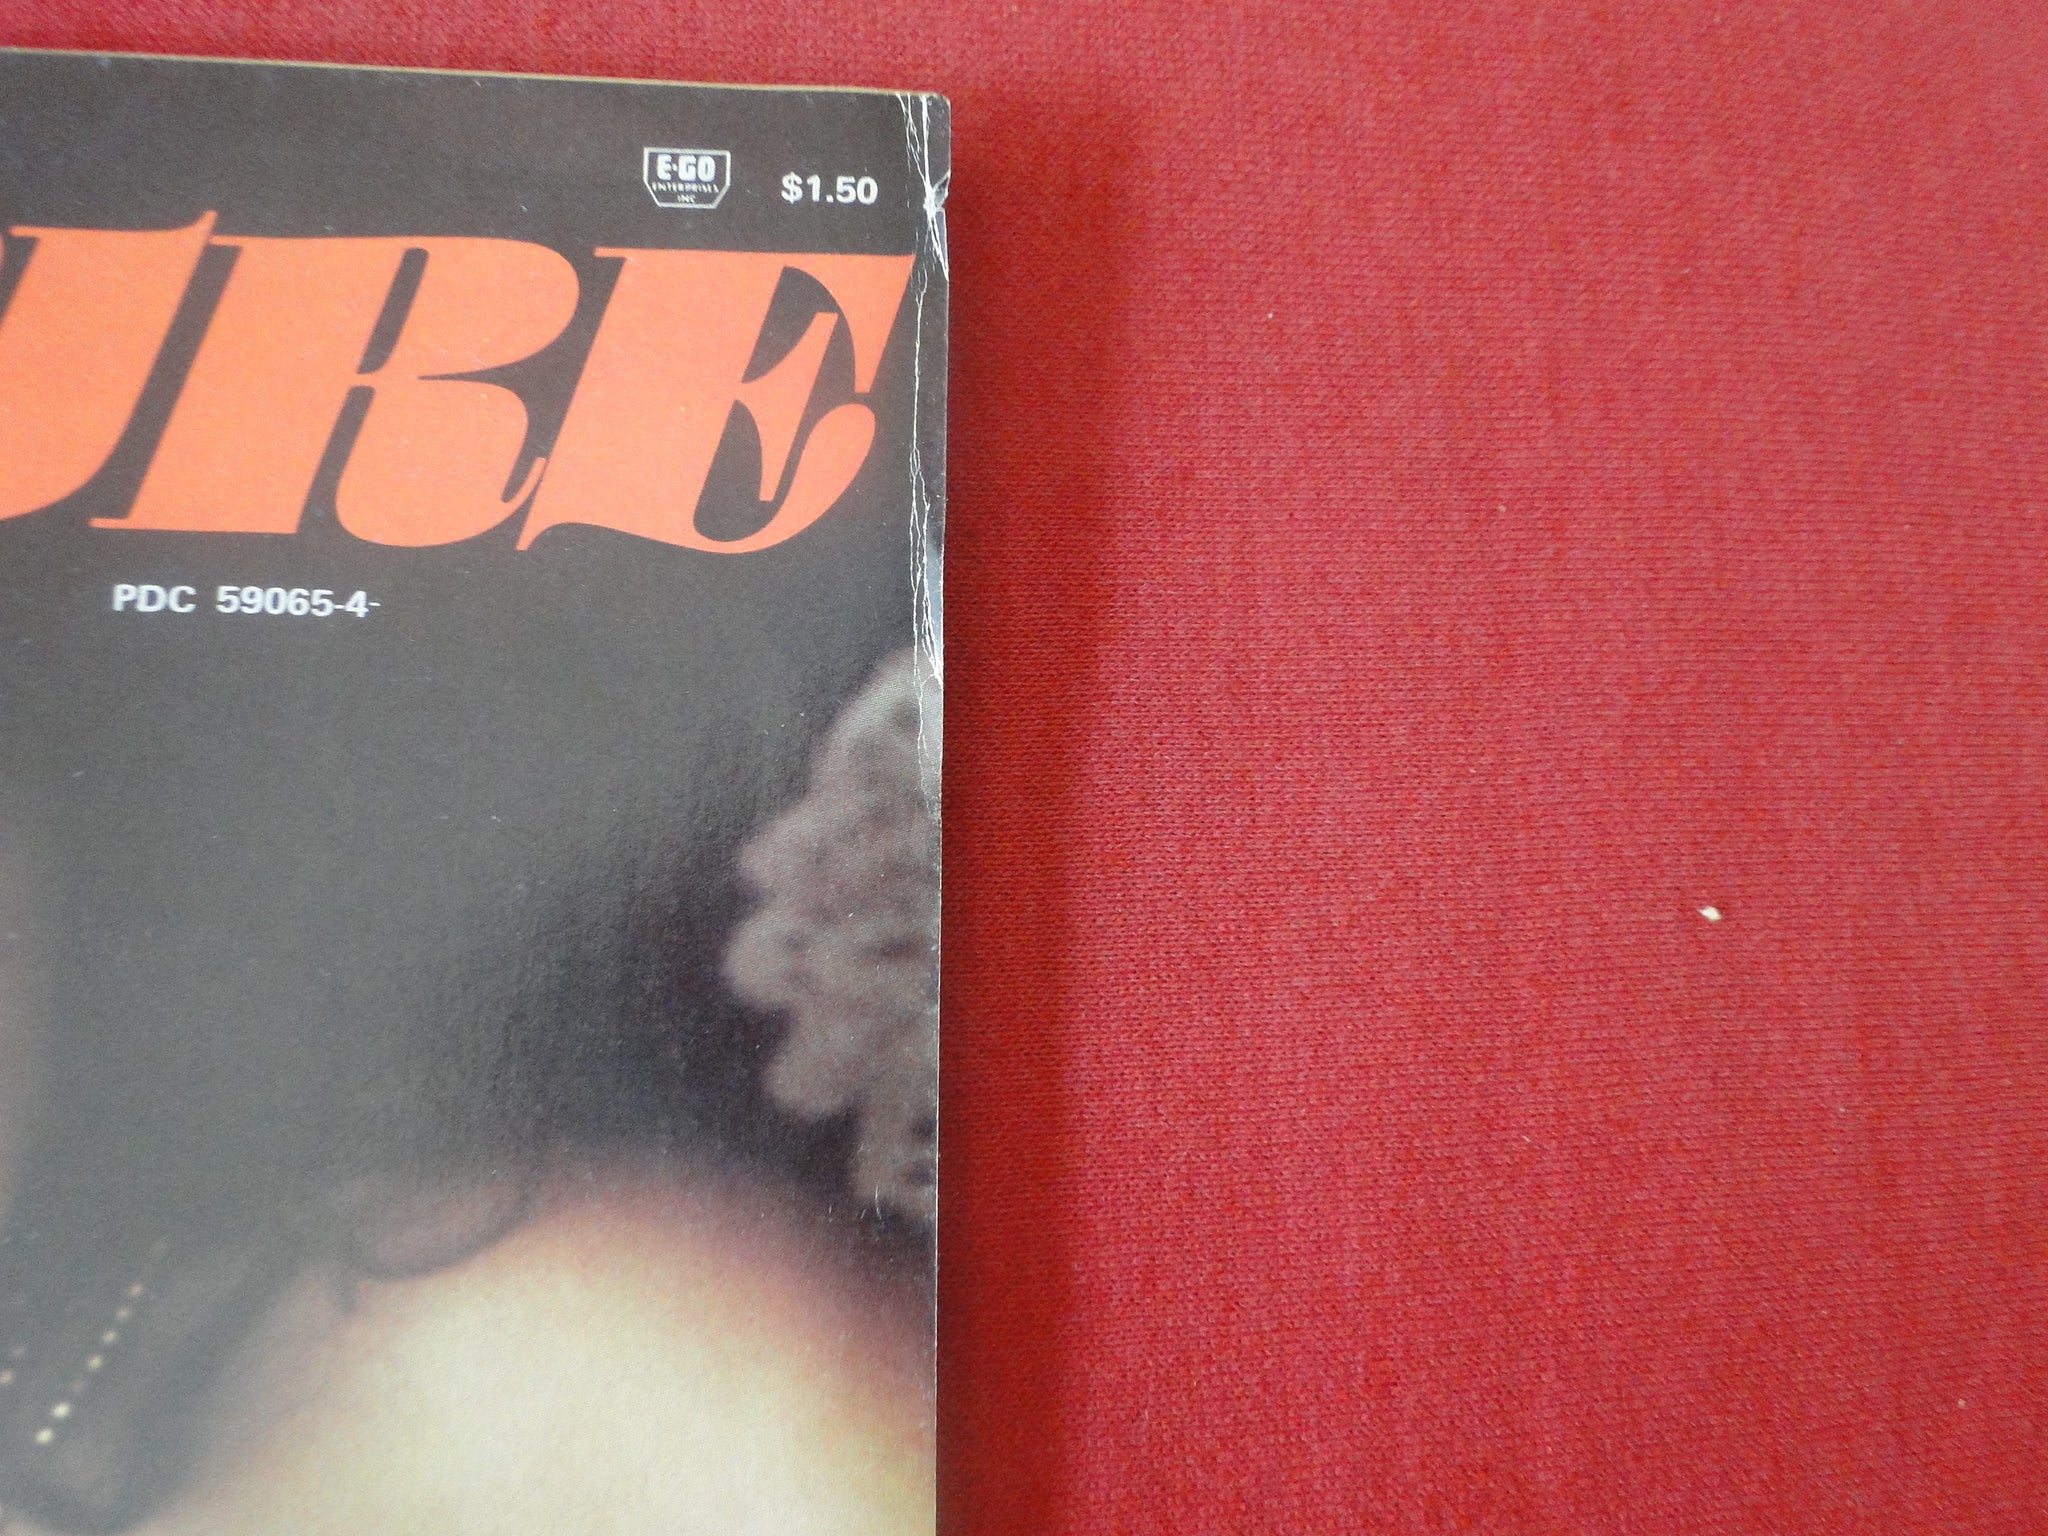 E·GO
ENTERPRISES
INC
$1.50
URE
PDC 59065-4-